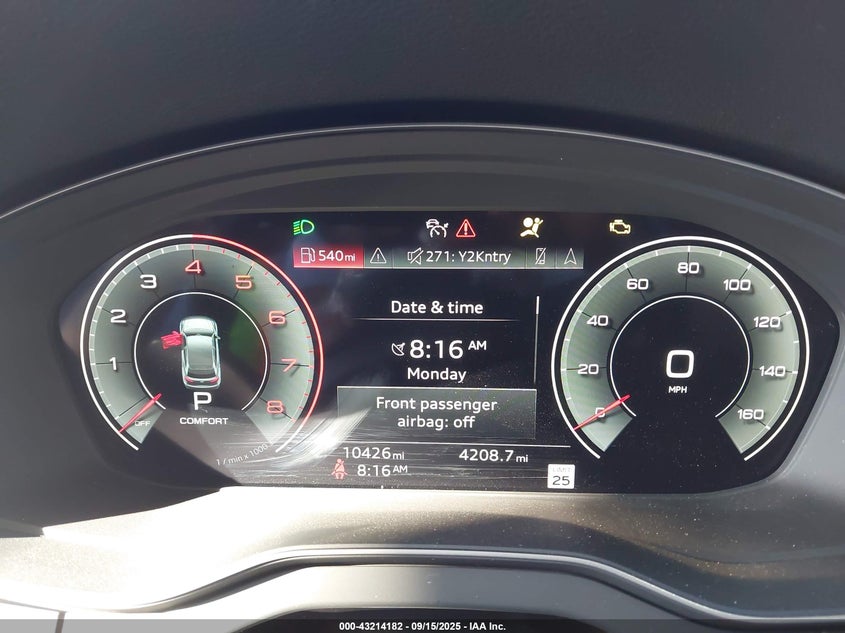 540mi
271: Y2Kntry
Date & time
8:16 AM
Monday
Front passenger
airbag: off
10426mi 4208.7mi
8:16AM
LIMIT
25
OFF 1 2 3 4 5 6 7 8
P
COMFORT
1 / min x 1000
0 20 40 60 80 100 120 140 160
0
MPH
000-43214182 - 09/15/2025 - IAA Inc.